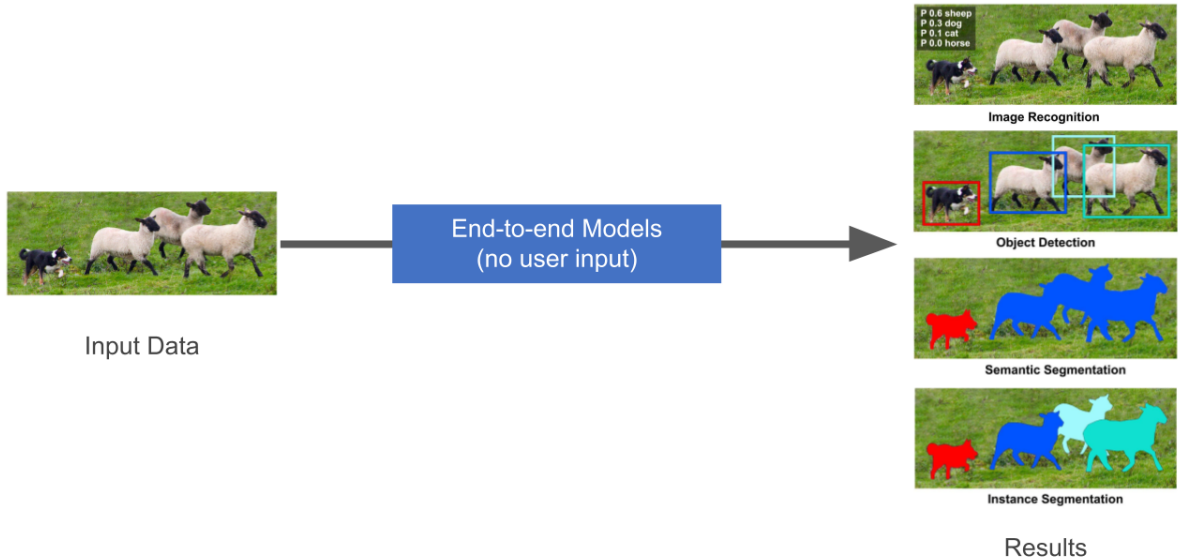 Input Data
End-to-end Models
(no user input)
P 0.6 sheep
P 0.3 dog
P 0.1 cat
P 0.0 horse
Image Recognition
Object Detection
Semantic Segmentation
Instance Segmentation
Results